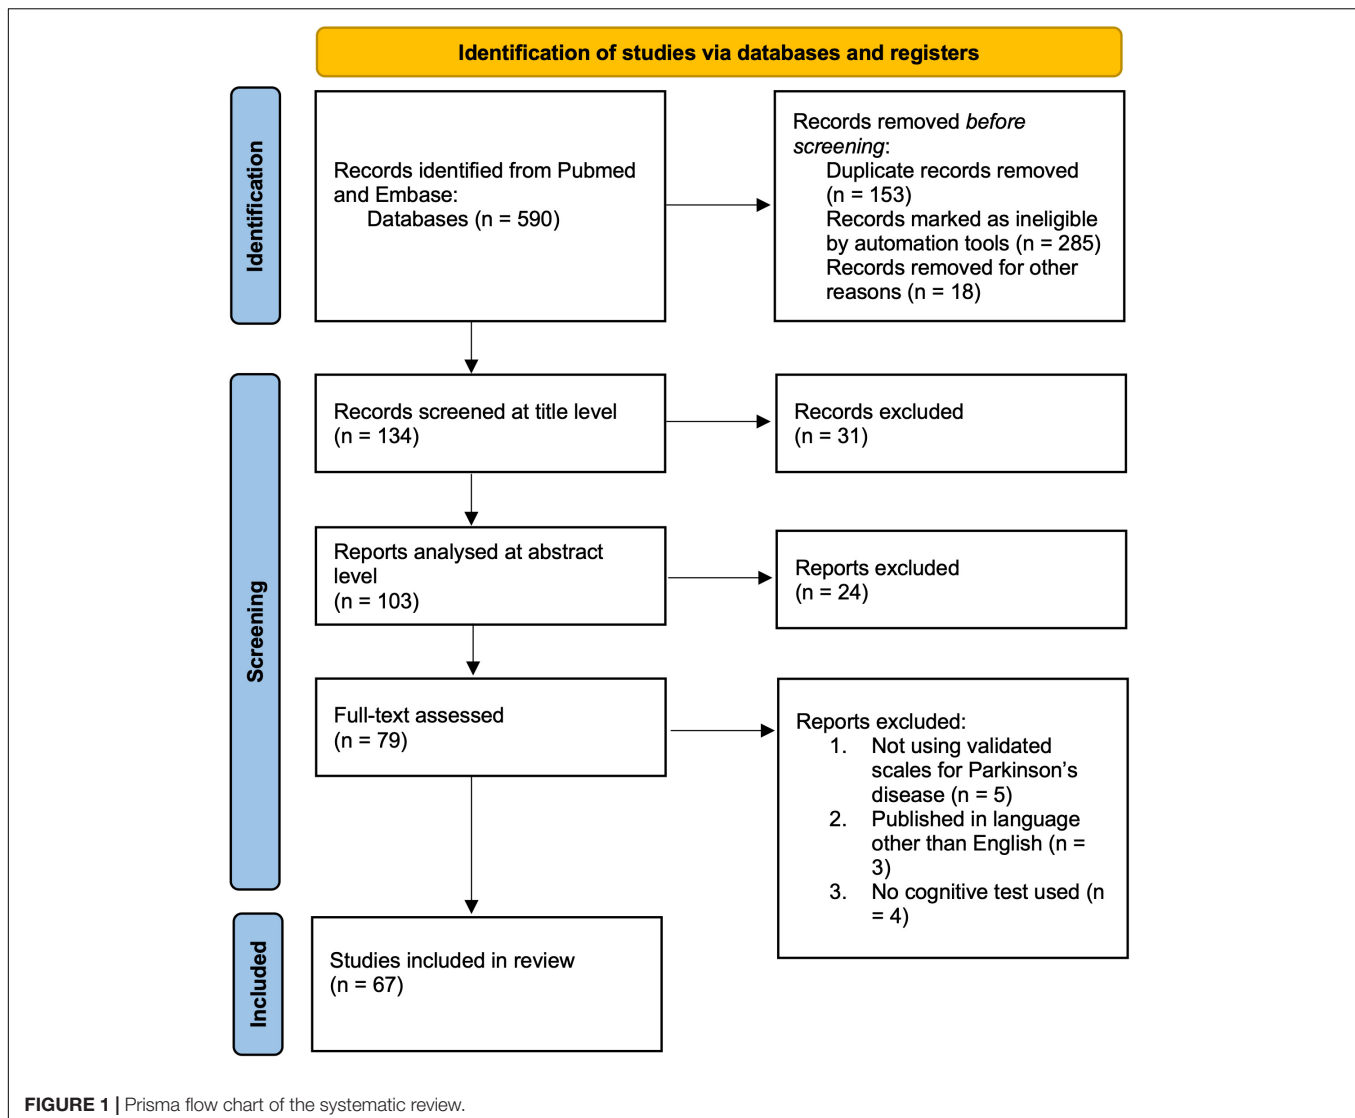 Identification of studies via databases and registers
Identification
Records identified from Pubmed
and Embase:
Databases (n = 590)
Records removed before
screening:
Duplicate records removed
(n = 153)
Records marked as ineligible
by automation tools (n = 285)
Records removed for other
reasons (n = 18)
Screening
Records screened at title level
(n = 134)
Records excluded
(n = 31)
Reports analysed at abstract
level
(n = 103)
Reports excluded
(n = 24)
Full-text assessed
(n = 79)
Reports excluded:
1. Not using validated
scales for Parkinson's
disease (n = 5)
2. Published in language
other than English (n =
3)
3. No cognitive test used (n
= 4)
Included
Studies included in review
(n = 67)
FIGURE 1 | Prisma flow chart of the systematic review.